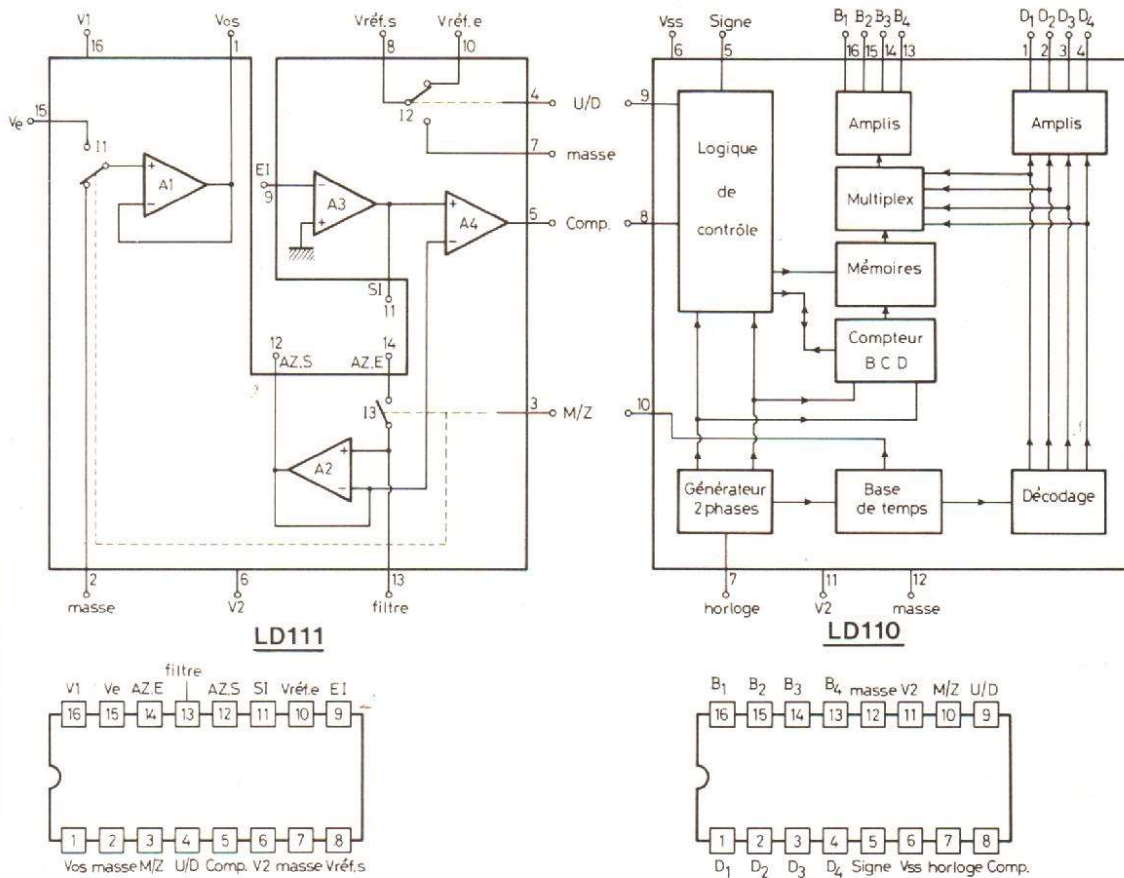 V1
Vos
Vréf.s
Vréf.e
16
1
8
10
15
Ve
I1
+
−
A1
I2
4
U/D
7
masse
EI
9
−
+
A3
+
−
A4
5
Comp.
SI
11
12
AZ.S
14
AZ.E
I3
3
M/Z
A2
+
−
2
masse
6
V2
13
filtre
LD111
Vss
Signe
B1
B2
B3
B4
D1
D2
D3
D4
6
5
16
15
14
13
1
2
3
4
9
8
10
Logique
de
contrôle
Amplis
Amplis
Multiplex
Mémoires
Compteur
B C D
Générateur
2 phases
Base
de temps
Décodage
7
horloge
11
V2
12
masse
LD110
filtre
V1 Ve AZ.E AZ.S SI Vréf.e EI
16 15 14 13 12 11 10 9
1 2 3 4 5 6 7 8
Vos masse M/Z U/D Comp. V2 masse Vréf.s
B1 B2 B3 B4 masse V2 M/Z U/D
16 15 14 13 12 11 10 9
1 2 3 4 5 6 7 8
D1 D2 D3 D4 Signe Vss horloge Comp.